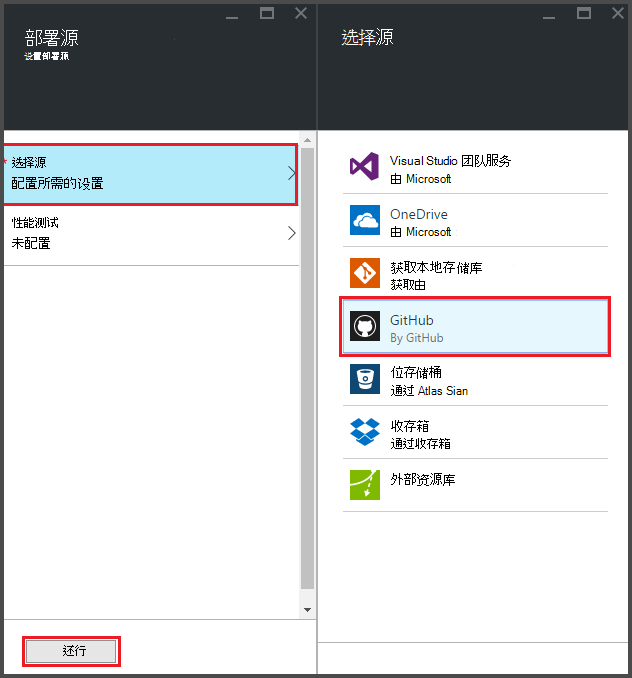 部署源
设置部署源
选择源
*
选择源
配置所需的设置
性能测试
未配置
Visual Studio 团队服务
由 Microsoft
OneDrive
由 Microsoft
获取本地存储库
获取由
GitHub
By GitHub
位存储桶
通过 Atlas Sian
收存箱
通过收存箱
外部资源库
还行